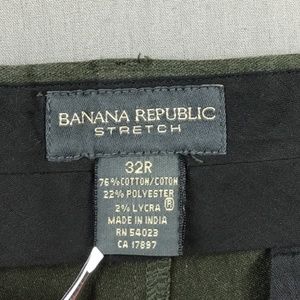 BANANA REPUBLIC
STRETCH
32R
76% COTTON/COTON
22% POLYESTER
2% LYCRA ®
MADE IN INDIA
RN 54023
CA 17897